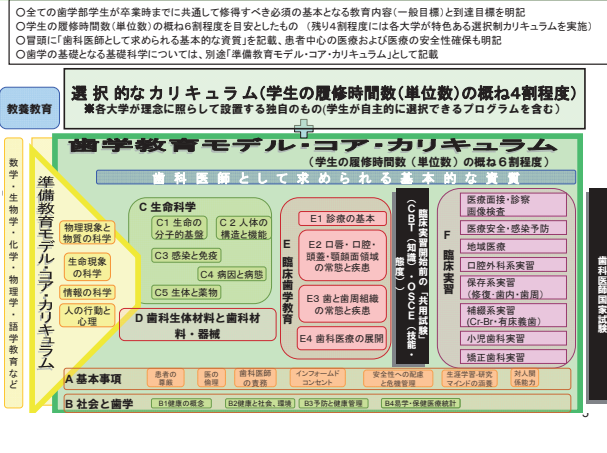 ○全ての歯学部学生が卒業時までに共通して修得すべき必須の基本となる教育内容（一般目標）と到達目標を明記
○学生の履修時間数（単位数）の概ね6割程度を目安としたもの　（残り4割程度には各大学が特色ある選択制カリキュラムを実施）
○冒頭に「歯科医師として求められる基本的な資質」を記載、患者中心の医療および医療の安全性確保も明記
○歯学の基礎となる基礎科学については、別途「準備教育モデル・コア・カリキュラム」として記載
教養教育
選択的なカリキュラム（学生の履修時間数（単位数）の概ね4割程度）
※各大学が理念に照らして設置する独自のもの（学生が自主的に選択できるプログラムを含む）
歯学教育モデル・コア・カリキュラム
（学生の履修時間数（単位数）の概ね6割程度）
歯科医師として求められる基本的な資質
数学・生物学・化学・物理学・語学教育など
準備教育モデル・コア・カリキュラム
物理現象と
物質の科学
生命現象
の科学
情報の科学
人の行動と
心理
C 生命科学
C1 生命の
分子的基盤
C 2 人体の
構造と機能
C3 感染と免疫
C4 病因と病態
C5 生体と薬物
D 歯科生体材料と歯科材
料・器械
E 臨床歯学教育
E1 診療の基本
E2 口唇・口腔・
頭蓋・顎顔面領域
の常態と疾患
E3 歯と歯周組織
の常態と疾患
E4 歯科医療の展開
臨床実習開始前の「共用試験」
（CBT（知識）・OSCE（技能・
態度））
F 臨床実習
医療面接・診察
画像検査
医療安全・感染予防
地域医療
口腔外科系実習
保存系実習
（修復・歯内・歯周）
補綴系実習
（Cr-Br・有床義歯）
小児歯科実習
矯正歯科実習
歯科医師国家試験
A 基本事項
患者の
尊厳
医の
倫理
歯科医師
の責務
インフォームド
コンセント
安全性への配慮
と危機管理
生涯学習・研究
マインドの涵養
対人関
係能力
B 社会と歯学
B1健康の概念
B2健康と社会、環境
B3予防と健康管理
B4易学・保健医療統計